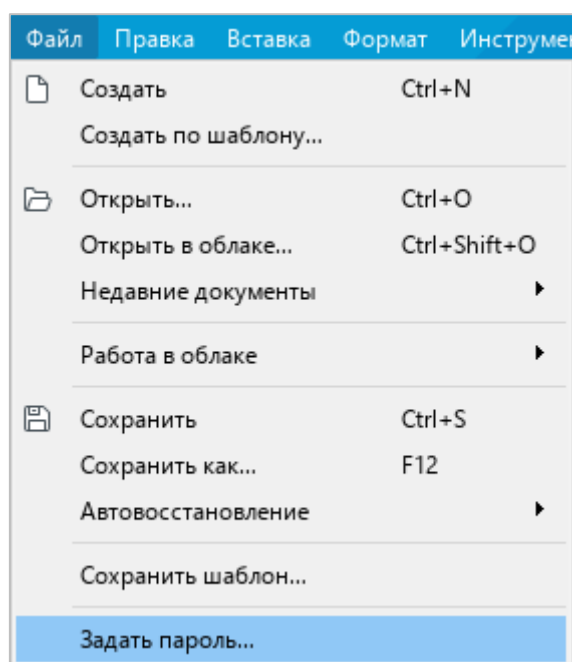 Файл Правка Вставка Формат
Создать Ctrl+N
Создать по шаблону...
Открыть... Ctrl+O
Открыть в облаке... Ctrl+Shift+O
Недавние документы
Работа в облаке
Сохранить Ctrl+S
Сохранить как... F12
Автовосстановление
Сохранить шаблон...
Задать пароль...